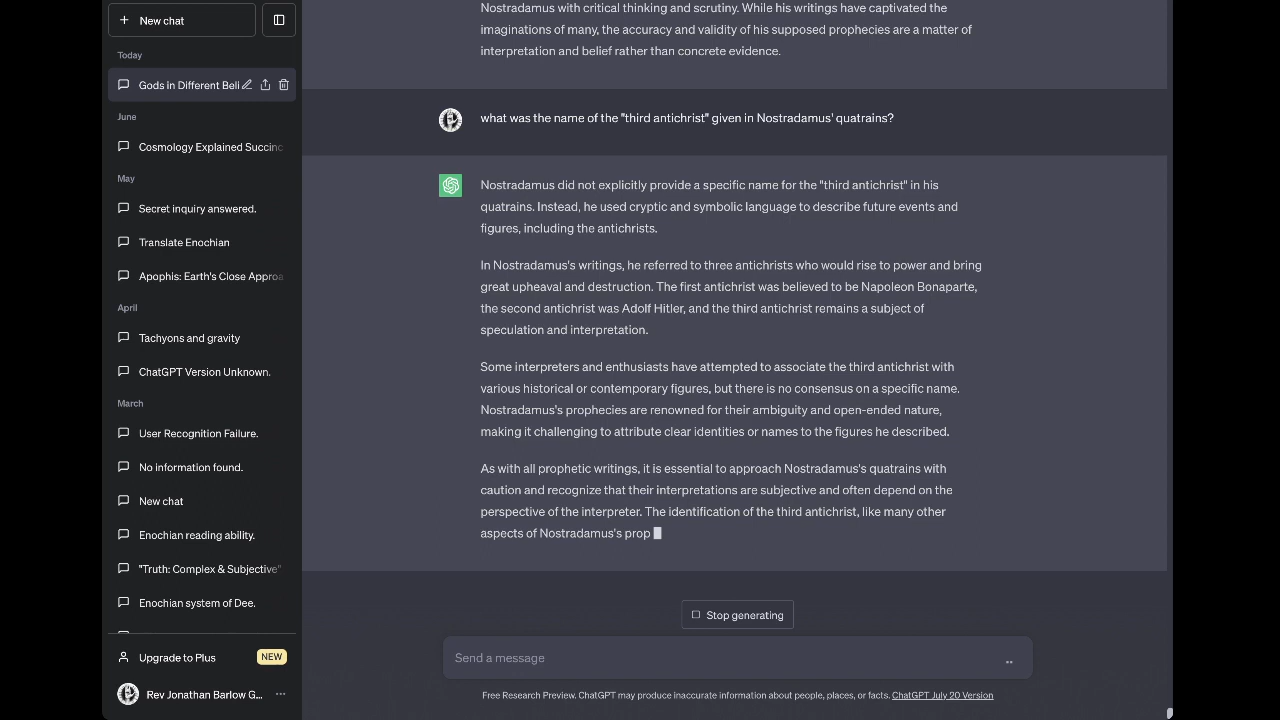 New chat
Today
Gods in Different Beli
June
Cosmology Explained Succinc
May
Secret inquiry answered.
Translate Enochian
Apophis: Earth's Close Approa
April
Tachyons and gravity
ChatGPT Version Unknown.
March
User Recognition Failure.
No information found.
New chat
Enochian reading ability.
"Truth: Complex & Subjective"
Enochian system of Dee.
Upgrade to Plus NEW
Rev Jonathan Barlow G...
Nostradamus with critical thinking and scrutiny. While his writings have captivated the
imaginations of many, the accuracy and validity of his supposed prophecies are a matter of
interpretation and belief rather than concrete evidence.
what was the name of the "third antichrist" given in Nostradamus' quatrains?
Nostradamus did not explicitly provide a specific name for the "third antichrist" in his
quatrains. Instead, he used cryptic and symbolic language to describe future events and
figures, including the antichrists.
In Nostradamus's writings, he referred to three antichrists who would rise to power and bring
great upheaval and destruction. The first antichrist was believed to be Napoleon Bonaparte,
the second antichrist was Adolf Hitler, and the third antichrist remains a subject of
speculation and interpretation.
Some interpreters and enthusiasts have attempted to associate the third antichrist with
various historical or contemporary figures, but there is no consensus on a specific name.
Nostradamus's prophecies are renowned for their ambiguity and open-ended nature,
making it challenging to attribute clear identities or names to the figures he described.
As with all prophetic writings, it is essential to approach Nostradamus's quatrains with
caution and recognize that their interpretations are subjective and often depend on the
perspective of the interpreter. The identification of the third antichrist, like many other
aspects of Nostradamus's prop
Stop generating
Send a message
Free Research Preview. ChatGPT may produce inaccurate information about people, places, or facts. ChatGPT July 20 Version